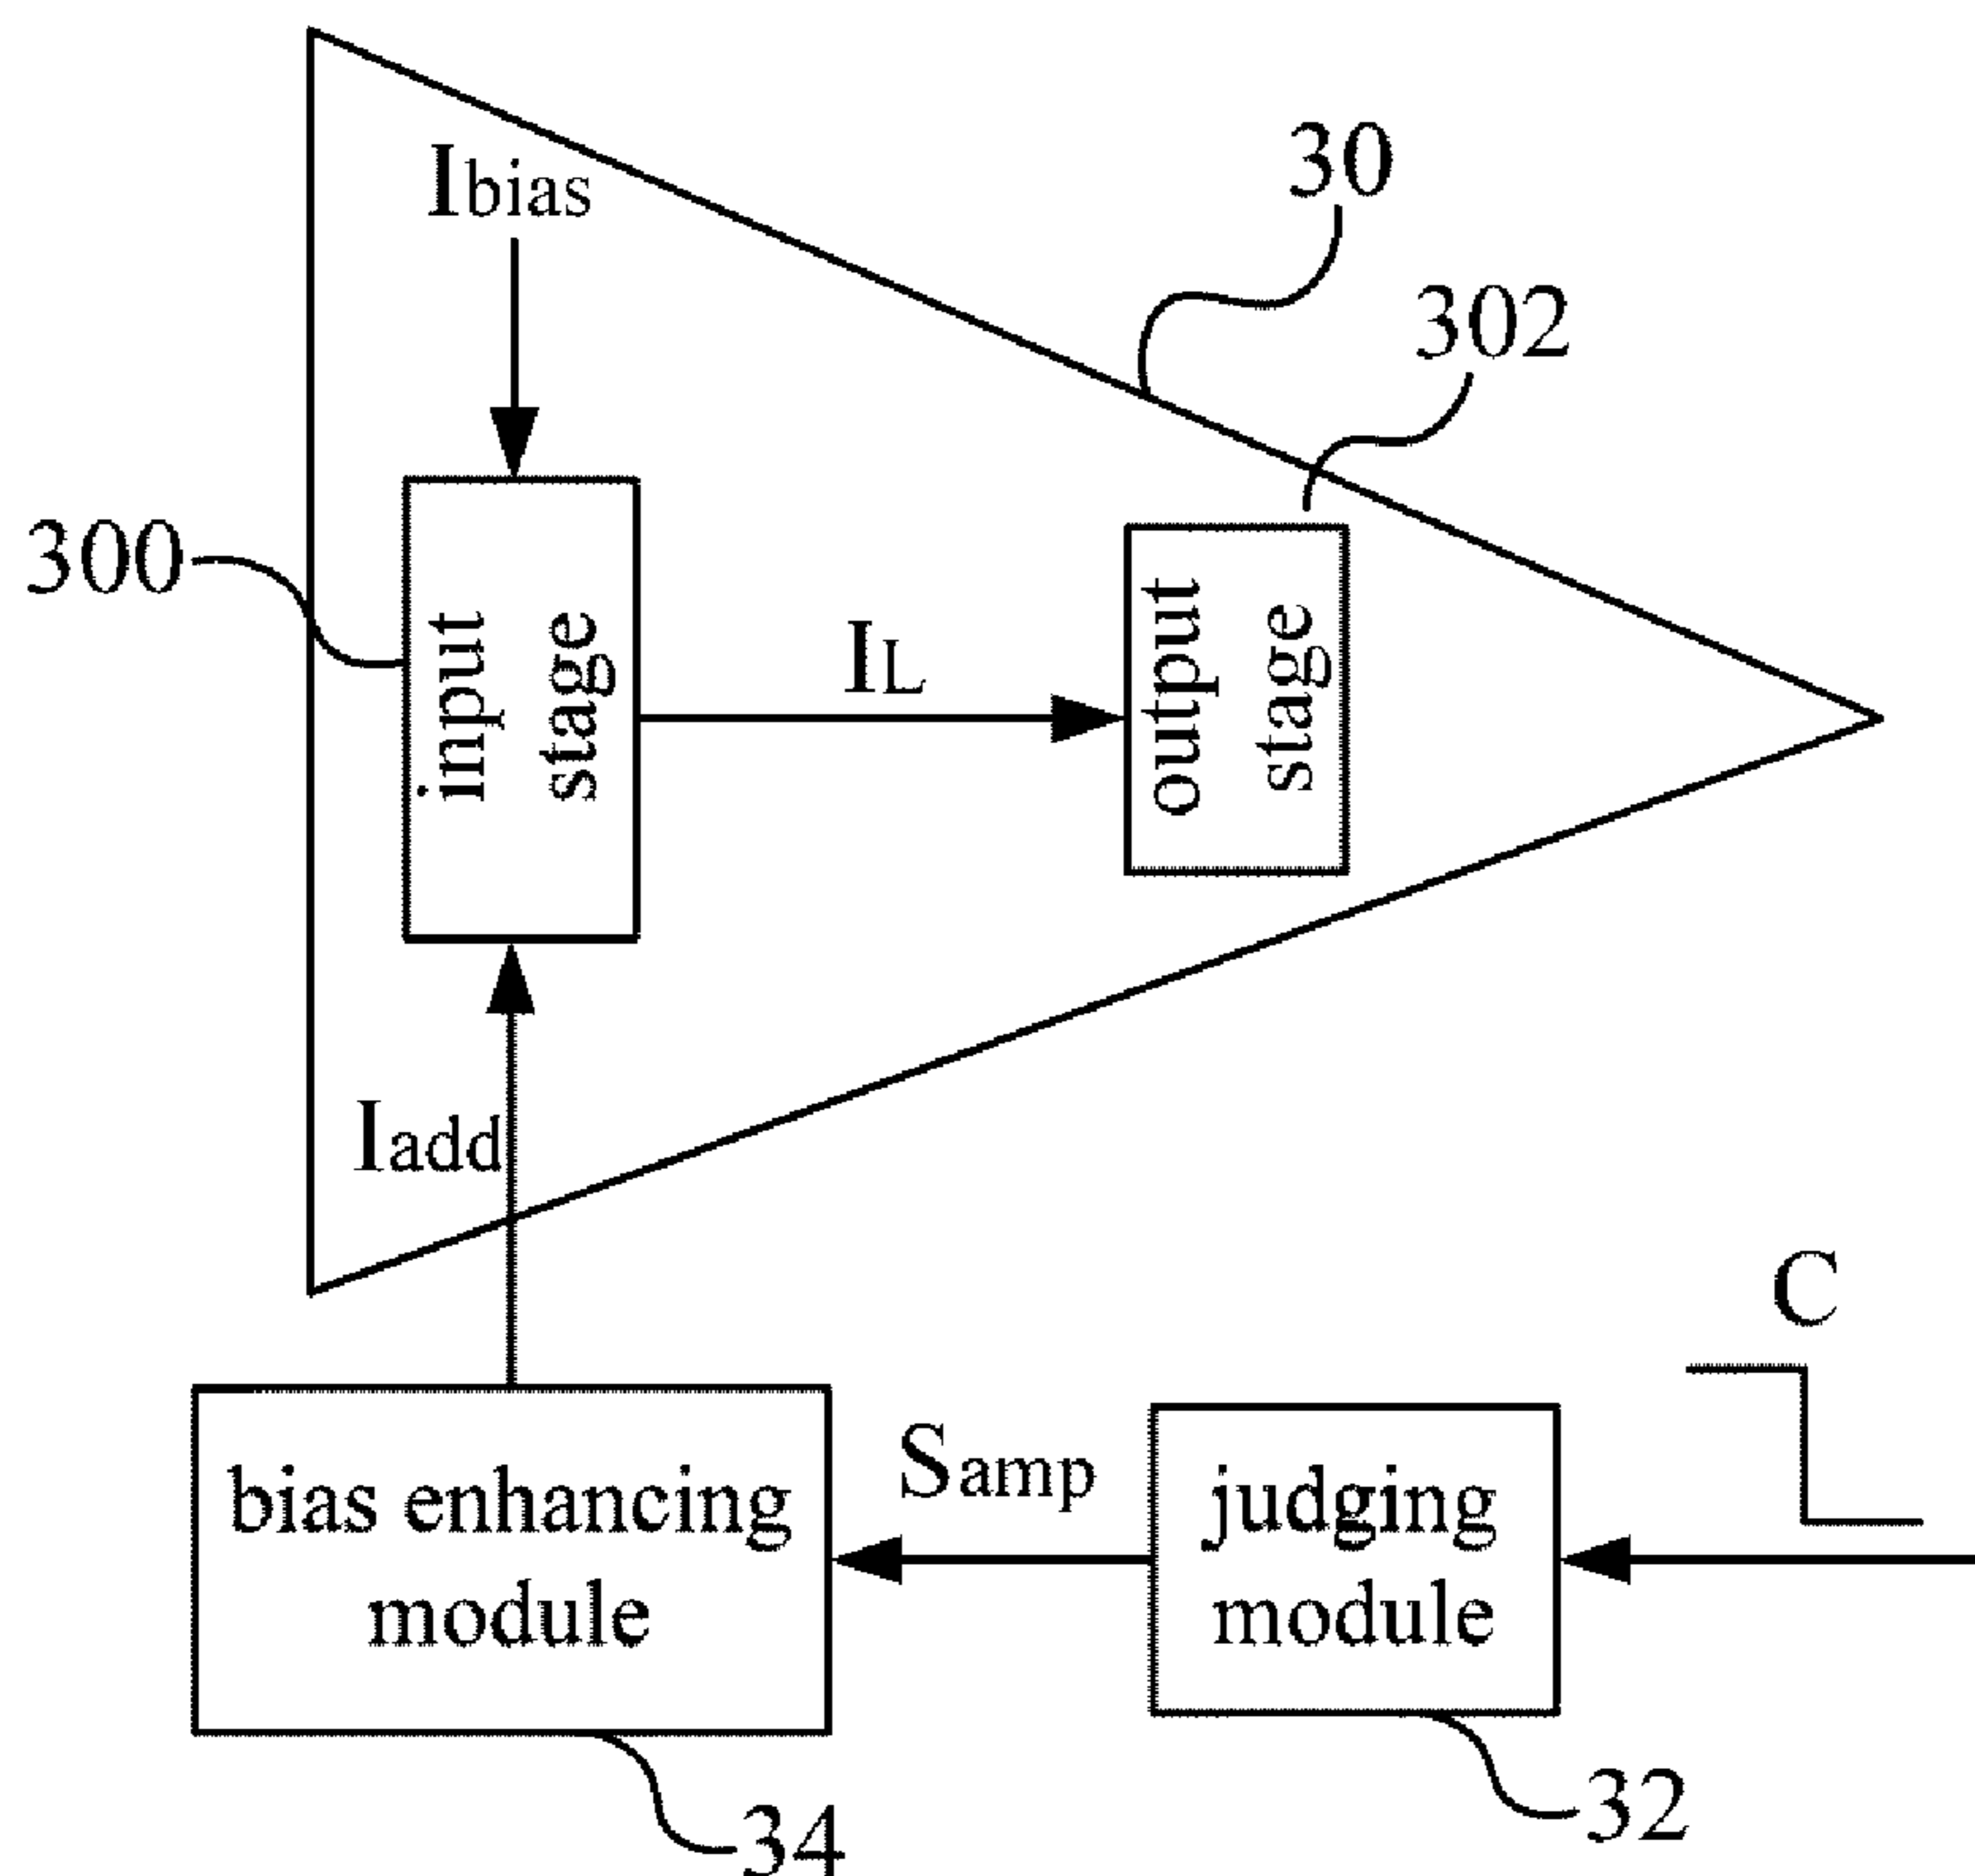 30
Ibias
302
300
input
stage
IL
output
stage
Iadd
C
Samp
bias enhancing
module
judging
module
32
34